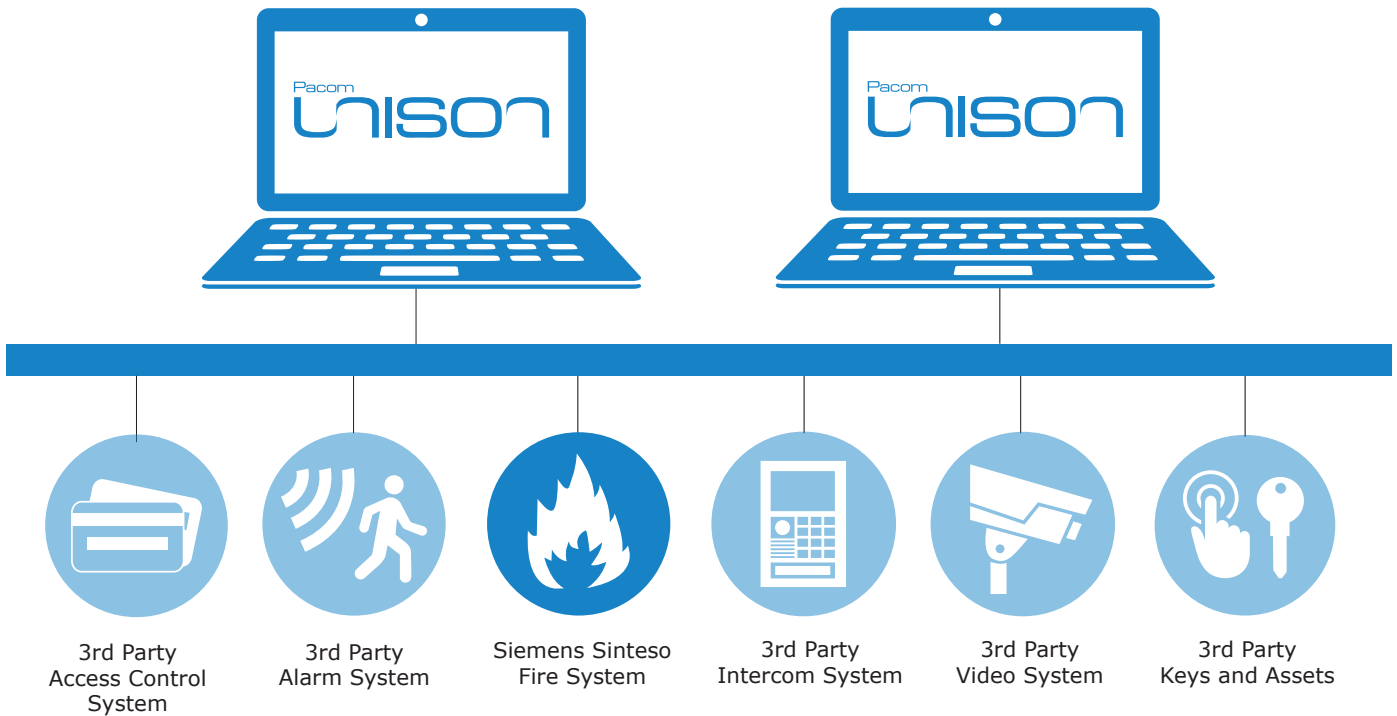 Pacom
UNISON
Pacom
UNISON
3rd Party
Access Control
System
3rd Party
Alarm System
Siemens Sinteso
Fire System
3rd Party
Intercom System
3rd Party
Video System
3rd Party
Keys and Assets